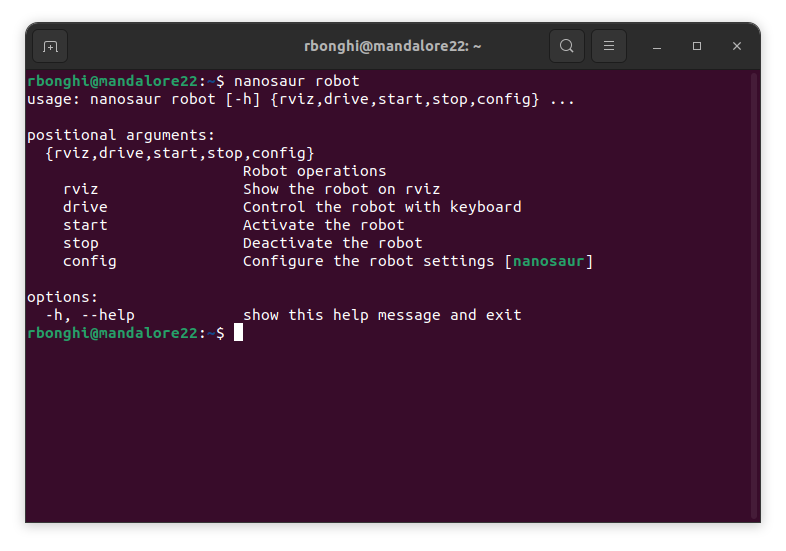 rbonghi@mandalore22: ~
rbonghi@mandalore22:~$ nanosaur robot
usage: nanosaur robot [-h] {rviz,drive,start,stop,config} ...
positional arguments:
  {rviz,drive,start,stop,config}
                        Robot operations
    rviz                Show the robot on rviz
    drive               Control the robot with keyboard
    start               Activate the robot
    stop                Deactivate the robot
    config              Configure the robot settings [nanosaur]
options:
  -h, --help            show this help message and exit
rbonghi@mandalore22:~$